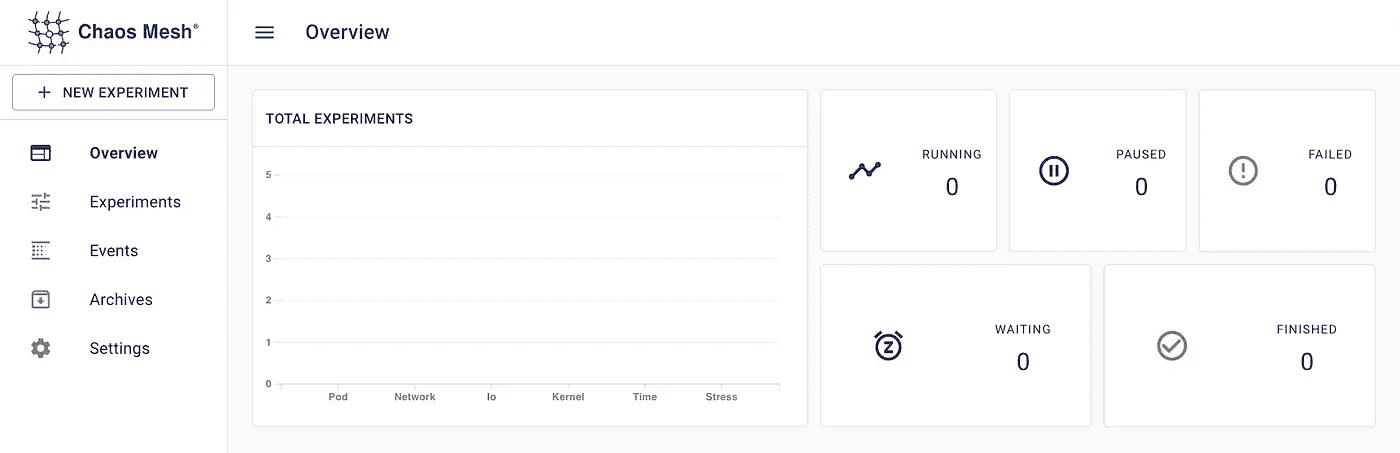 Chaos Mesh®
Overview
+ NEW EXPERIMENT
Overview
Experiments
Events
Archives
Settings
TOTAL EXPERIMENTS
5
4
3
2
1
0
Pod Network Io Kernel Time Stress
RUNNING
0
PAUSED
0
FAILED
0
WAITING
0
FINISHED
0